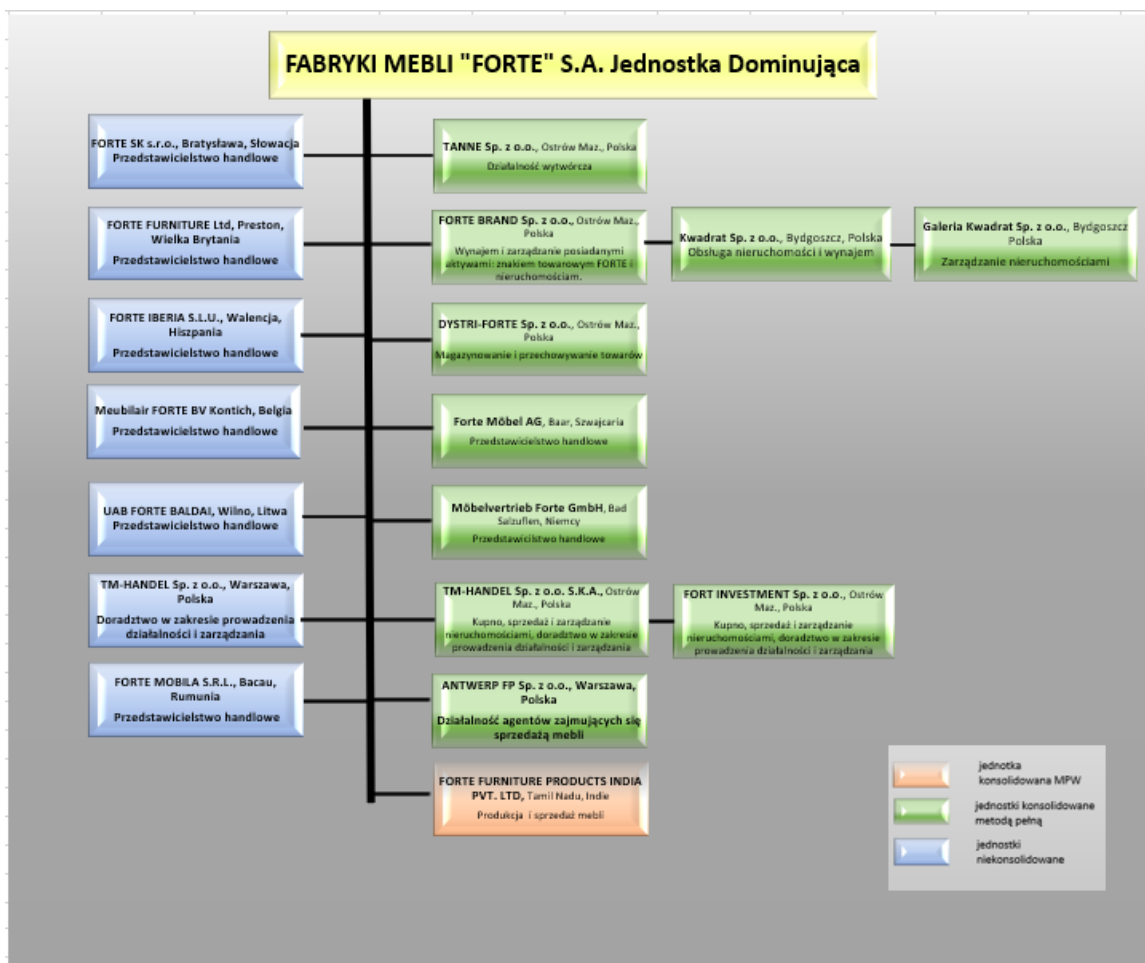 FABRYKI MEBLI "FORTE" S.A. Jednostka Dominująca
FORTE SK s.r.o., Bratysława, Słowacja
Przedstawicielstwo handlowe
TANNE Sp. z o.o., Ostrów Maz., Polska
Działalność wytwórcza
FORTE FURNITURE Ltd, Preston,
Wielka Brytania
Przedstawicielstwo handlowe
FORTE BRAND Sp. z o.o., Ostrów Maz.,
Polska
Wynajem i zarządzanie posiadanymi
aktywami: znakiem towarowym FORTE i
nieruchomościam.
Kwadrat Sp. z o.o., Bydgoszcz, Polska
Obsługa nieruchomości i wynajem
Galeria Kwadrat Sp. z o.o., Bydgoszcz
Polska
Zarządzanie nieruchomościami
FORTE IBERIA S.L.U., Walencja,
Hiszpania
Przedstawicielstwo handlowe
DYSTRI-FORTE Sp. z o.o., Ostrów Maz.,
Polska
Magazynowanie i przechowywanie towarów
Meubilair FORTE BV Kontich, Belgia
Przedstawicielstwo handlowe
Forte Möbel AG, Baar, Szwajcaria
Przedstawicielstwo handlowe
UAB FORTE BALDAI, Wilno, Litwa
Przedstawicielstwo handlowe
Möbelvertrieb Forte GmbH, Bad
Salzuflen, Niemcy
Przedstawicilstwo handlowe
TM-HANDEL Sp. z o.o., Warszawa,
Polska
Doradztwo w zakresie prowadzenia
działalności i zarządzania
TM-HANDEL Sp. z o.o. S.K.A., Ostrów
Maz., Polska
Kupno, sprzedaż i zarządzanie
nieruchomościami, doradztwo w zakresie
prowadzenia działalności i zarządzania
FORT INVESTMENT Sp. z o.o., Ostrów
Maz., Polska
Kupno, sprzedaż i zarządzanie
nieruchomościami, doradztwo w zakresie
prowadzenia działalności i zarządzania
FORTE MOBILA S.R.L., Bacau,
Rumunia
Przedstawicielstwo handlowe
ANTWERP FP Sp. z o.o., Warszawa,
Polska
Działalność agentów zajmujących się
sprzedażą mebli
FORTE FURNITURE PRODUCTS INDIA
PVT. LTD, Tamil Nadu, Indie
Produkcja i sprzedaż mebli
jednotka
konsolidowana MPW
jednostki konsolidowane
metodą pełną
jednostki
niekonsolidowane